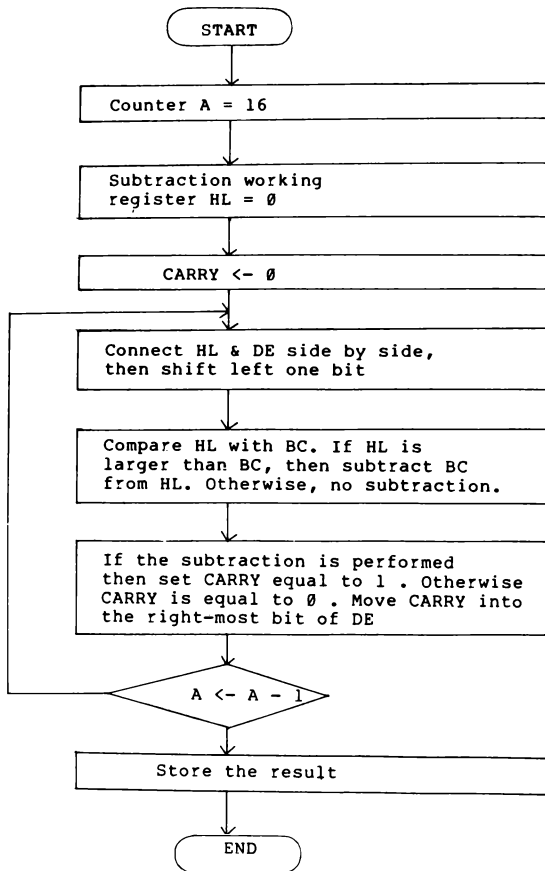 START
Counter A = 16
Subtraction working
register HL = 0
CARRY <- 0
Connect HL & DE side by side,
then shift left one bit
Compare HL with BC. If HL is
larger than BC, then subtract BC
from HL. Otherwise, no subtraction.
If the subtraction is performed
then set CARRY equal to 1 . Otherwise
CARRY is equal to 0 . Move CARRY into
the right-most bit of DE
A <- A - 1
Store the result
END